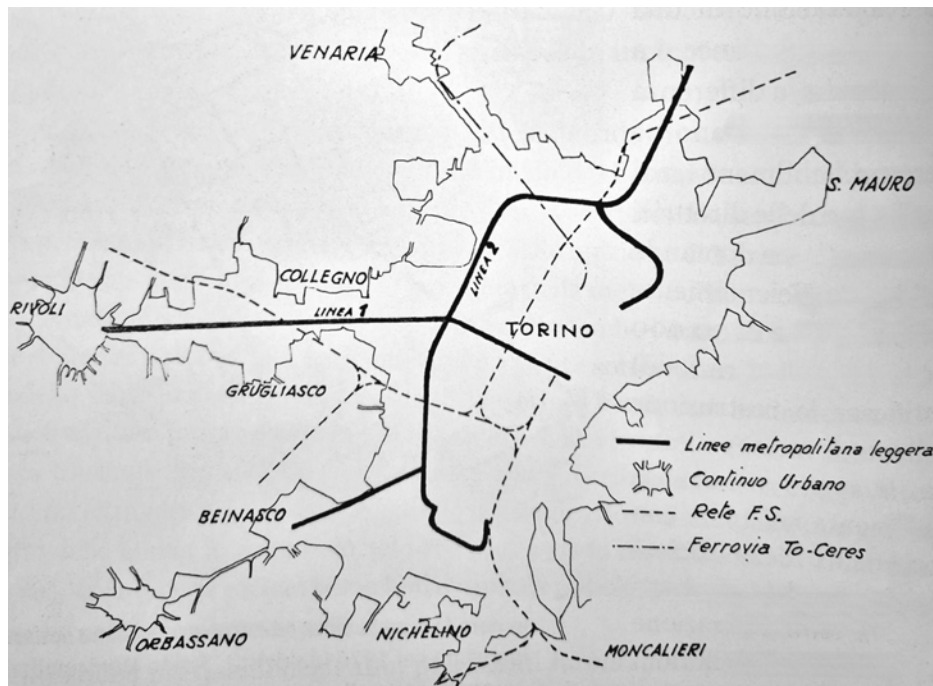 VENARIA
S. MAURO
LINEA 2
COLLEGNO
RIVOLI
LINEA 1
TORINO
GRUGLIASCO
Linee metropolitana leggera
Continuo Urbano
BEINASCO
Rete F.S.
Ferrovia To-Ceres
ORBASSANO
NICHELINO
MONCALIERI